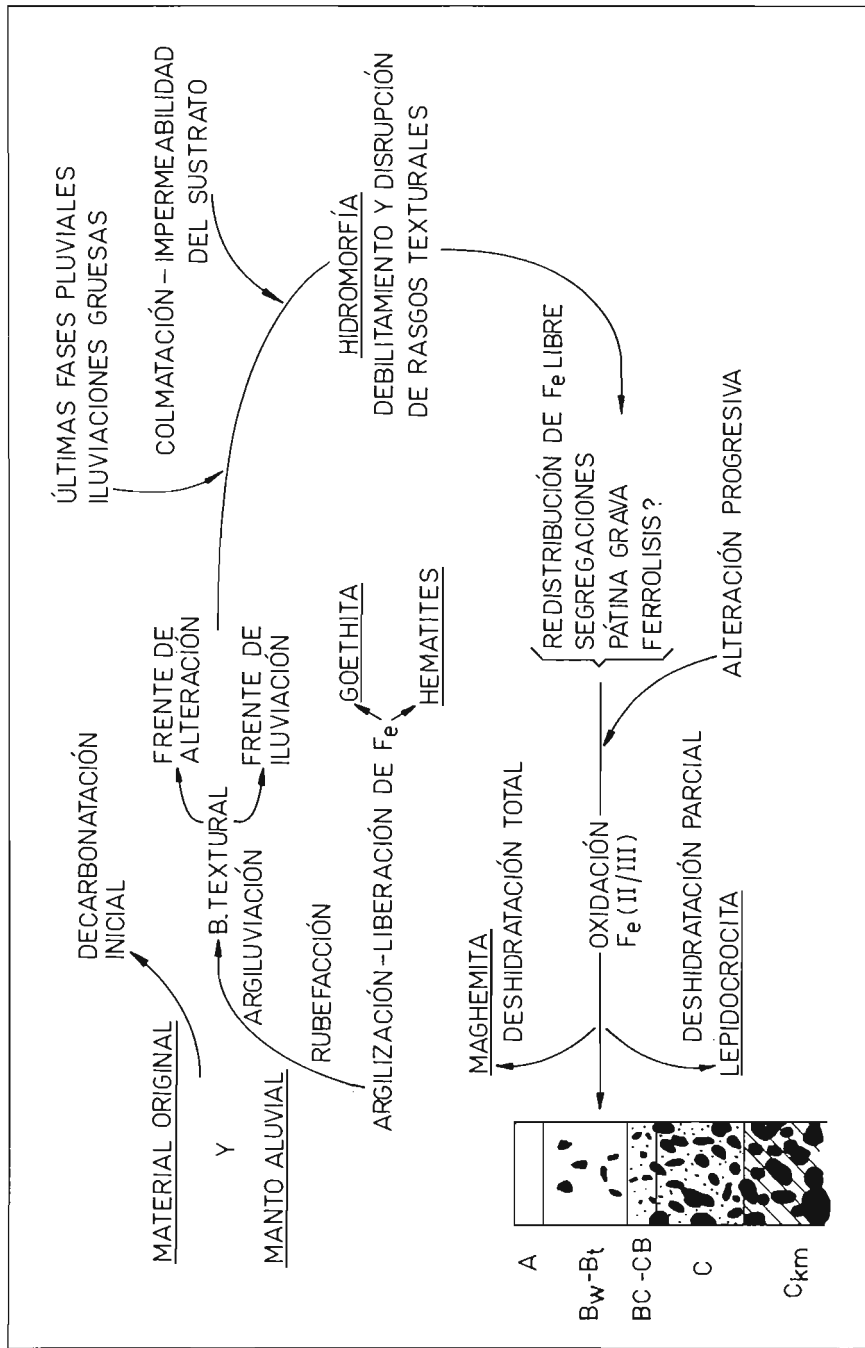 MATERIAL ORIGINAL
Y
MANTO ALUVIAL
DECARBONATACIÓN
INICIAL
B.TEXTURAL
ARGILUVIACIÓN
RUBEFACCIÓN
ARGILIZACIÓN-LIBERACIÓN DE Fe
FRENTE DE
ALTERACIÓN
FRENTE DE
ILUVIACIÓN
GOETHITA
HEMATITES
ÚLTIMAS FASES PLUVIALES
ILUVIACIONES GRUESAS
COLMATACIÓN-IMPERMEABILIDAD
DEL SUSTRATO
HIDROMORFÍA
DEBILITAMIENTO Y DISRUPCIÓN
DE RASGOS TEXTURALES
REDISTRIBUCIÓN DE Fe LIBRE
SEGREGACIONES
PÁTINA GRAVA
FERROLISIS?
ALTERACIÓN PROGRESIVA
OXIDACIÓN
Fe (II/III)
MAGHEMITA
DESHIDRATACIÓN TOTAL
DESHIDRATACIÓN PARCIAL
LEPIDOCROCITA
A
Bw-Bt
BC-CB
C
Ckm